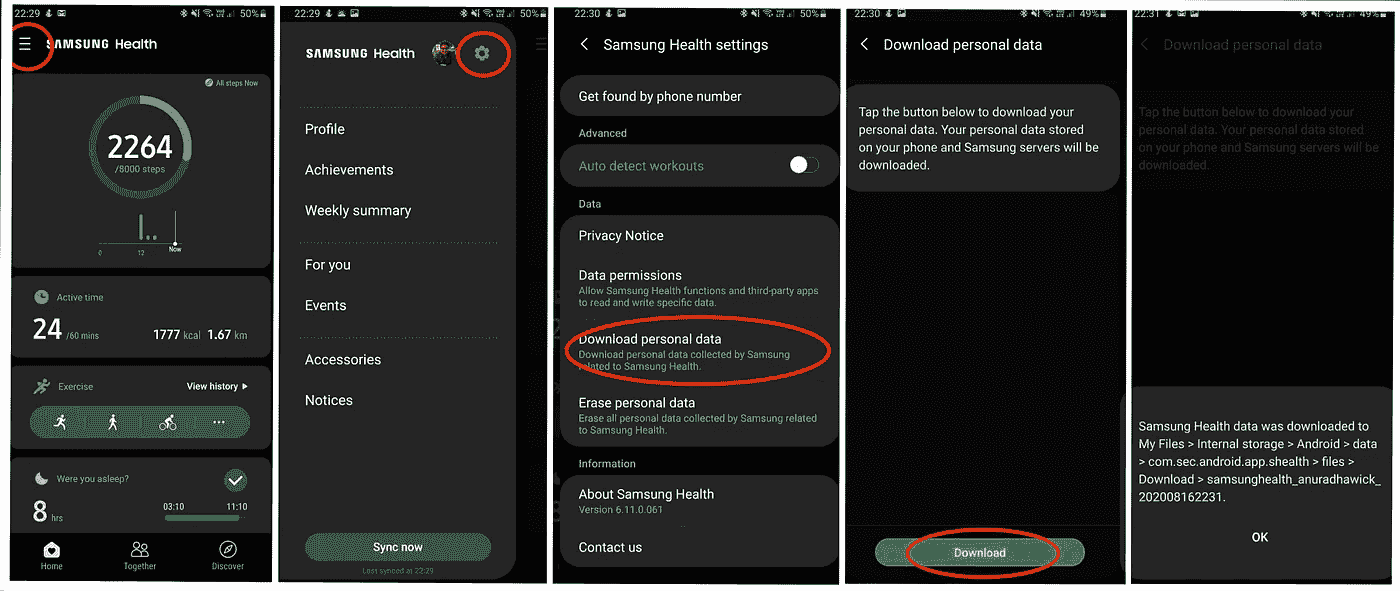 22:29
50%
SAMSUNG Health
All steps Now
2264
/8000 steps
0
12
Now
Active time
24 /60 mins
1777 kcal 1.67 km
Exercise
View history
Were you asleep?
8 hrs
03:10
11:10
Home
Together
Discover
22:29
50%
SAMSUNG Health
Profile
Achievements
Weekly summary
For you
Events
Accessories
Notices
Sync now
Last synced at 22:29
22:30
50%
Samsung Health settings
Get found by phone number
Advanced
Auto detect workouts
Data
Privacy Notice
Data permissions
Allow Samsung Health functions and third-party apps
to read and write specific data.
Download personal data
Download personal data collected by Samsung
related to Samsung Health.
Erase personal data
Erase all personal data collected by Samsung related
to Samsung Health.
Information
About Samsung Health
Version 6.11.0.061
Contact us
22:30
49%
Download personal data
Tap the button below to download your
personal data. Your personal data stored
on your phone and Samsung servers will be
downloaded.
Download
22:31
49%
Download personal data
Tap the button below to download your
personal data. Your personal data stored
on your phone and Samsung servers will be
downloaded.
Samsung Health data was downloaded to
My Files > Internal storage > Android > data
> com.sec.android.app.shealth > files >
Download > samsunghealth_anuradhawick_
202008162231.
OK